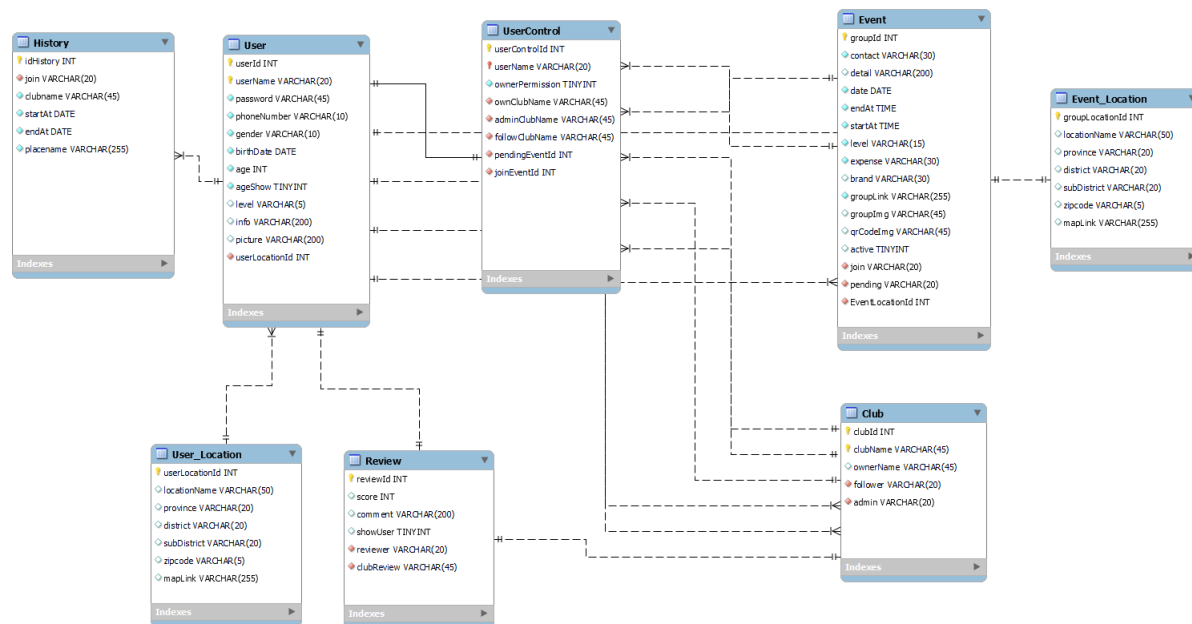 History
idHistory INT
join VARCHAR(20)
clubname VARCHAR(45)
startAt DATE
endAt DATE
placename VARCHAR(255)
Indexes
User
userId INT
userName VARCHAR(20)
password VARCHAR(45)
phoneNumber VARCHAR(10)
gender VARCHAR(10)
birthDate DATE
age INT
ageShow TINYINT
level VARCHAR(5)
info VARCHAR(200)
picture VARCHAR(200)
userLocationId INT
Indexes
UserControl
userControlId INT
userName VARCHAR(20)
ownerPermission TINYINT
ownClubName VARCHAR(45)
adminClubName VARCHAR(45)
followClubName VARCHAR(45)
pendingEventId INT
joinEventId INT
Indexes
Event
groupId INT
contact VARCHAR(30)
detail VARCHAR(200)
date DATE
endAt TIME
startAt TIME
level VARCHAR(15)
expense VARCHAR(30)
brand VARCHAR(30)
groupLink VARCHAR(255)
groupImg VARCHAR(45)
qrCodeImg VARCHAR(45)
active TINYINT
join VARCHAR(20)
pending VARCHAR(20)
EventLocationId INT
Indexes
Event_Location
groupLocationId INT
locationName VARCHAR(50)
province VARCHAR(20)
district VARCHAR(20)
subDistrict VARCHAR(20)
zipcode VARCHAR(5)
mapLink VARCHAR(255)
Indexes
User_Location
userLocationId INT
locationName VARCHAR(50)
province VARCHAR(20)
district VARCHAR(20)
subDistrict VARCHAR(20)
zipcode VARCHAR(5)
mapLink VARCHAR(255)
Indexes
Review
reviewId INT
score INT
comment VARCHAR(200)
showUser TINYINT
reviewer VARCHAR(20)
clubReview VARCHAR(45)
Indexes
Club
clubId INT
clubName VARCHAR(45)
ownerName VARCHAR(45)
follower VARCHAR(20)
admin VARCHAR(20)
Indexes